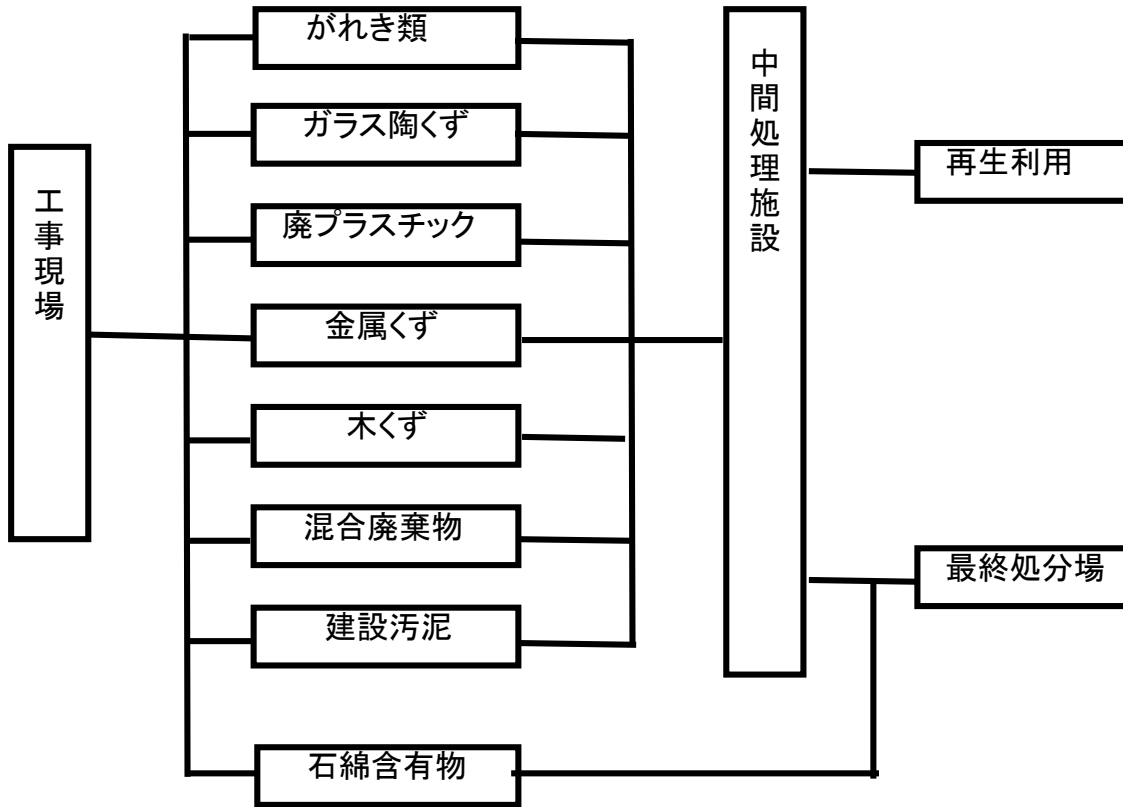 工事現場
がれき類
ガラス陶くず
廃プラスチック
金属くず
木くず
混合廃棄物
建設汚泥
石綿含有物
中間処理施設
再生利用
最終処分場